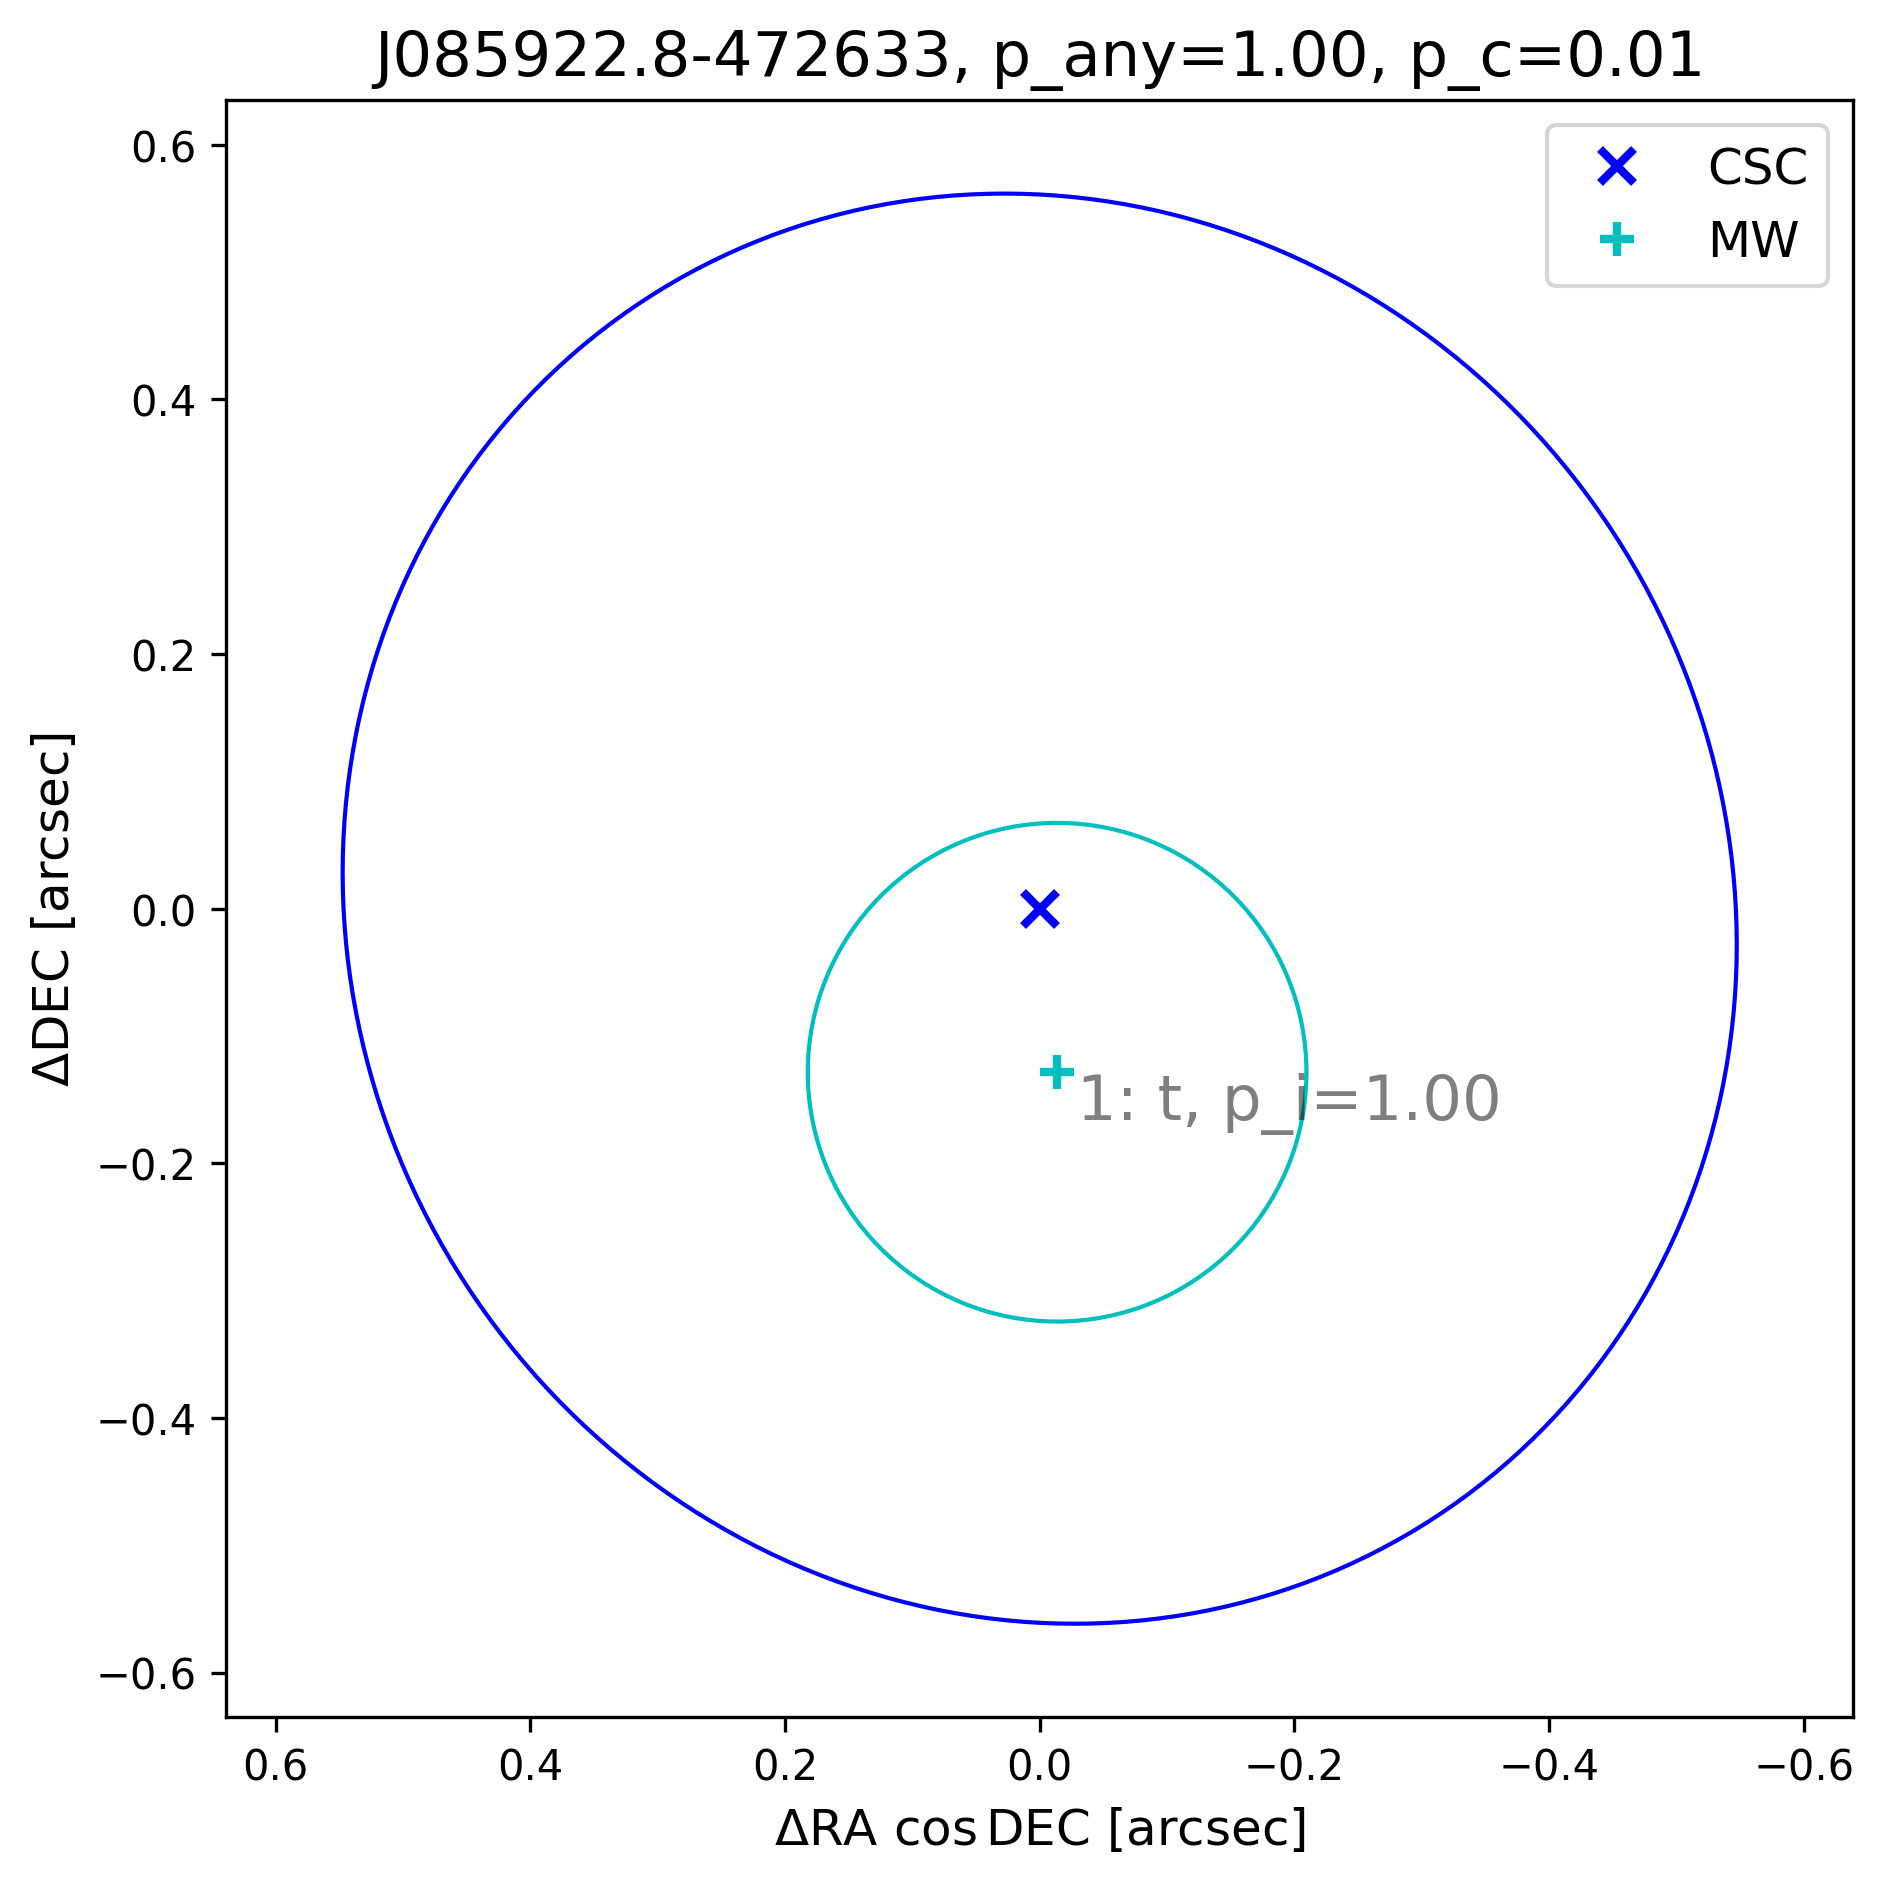 J085922.8-472633, p_any=1.00, p_c=0.01
CSC
MW
0.6
0.4
0.2
0.0
−0.2
−0.4
−0.6
ΔDEC [arcsec]
1: t, p_i=1.00
0.6 0.4 0.2 0.0 −0.2 −0.4 −0.6
ΔRA cos DEC [arcsec]